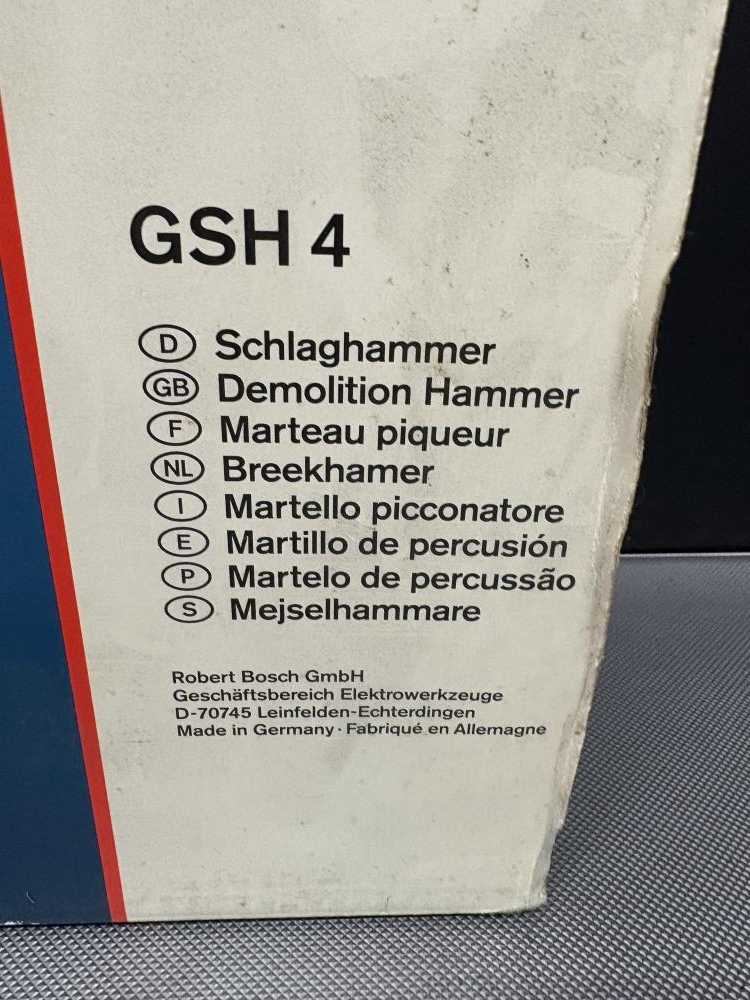 GSH 4
D Schlaghammer
GB Demolition Hammer
F Marteau piqueur
NL Breekhamer
I Martello picconatore
E Martillo de percusión
P Martelo de percussão
S Mejselhammare
Robert Bosch GmbH
Geschäftsbereich Elektrowerkzeuge
D-70745 Leinfelden-Echterdingen
Made in Germany · Fabriqué en Allemagne